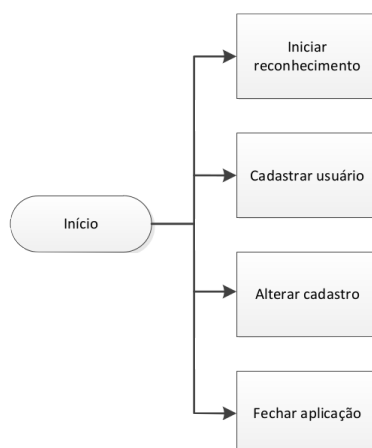 Iniciar
reconhecimento
Cadastrar usuário
Início
Alterar cadastro
Fechar aplicação